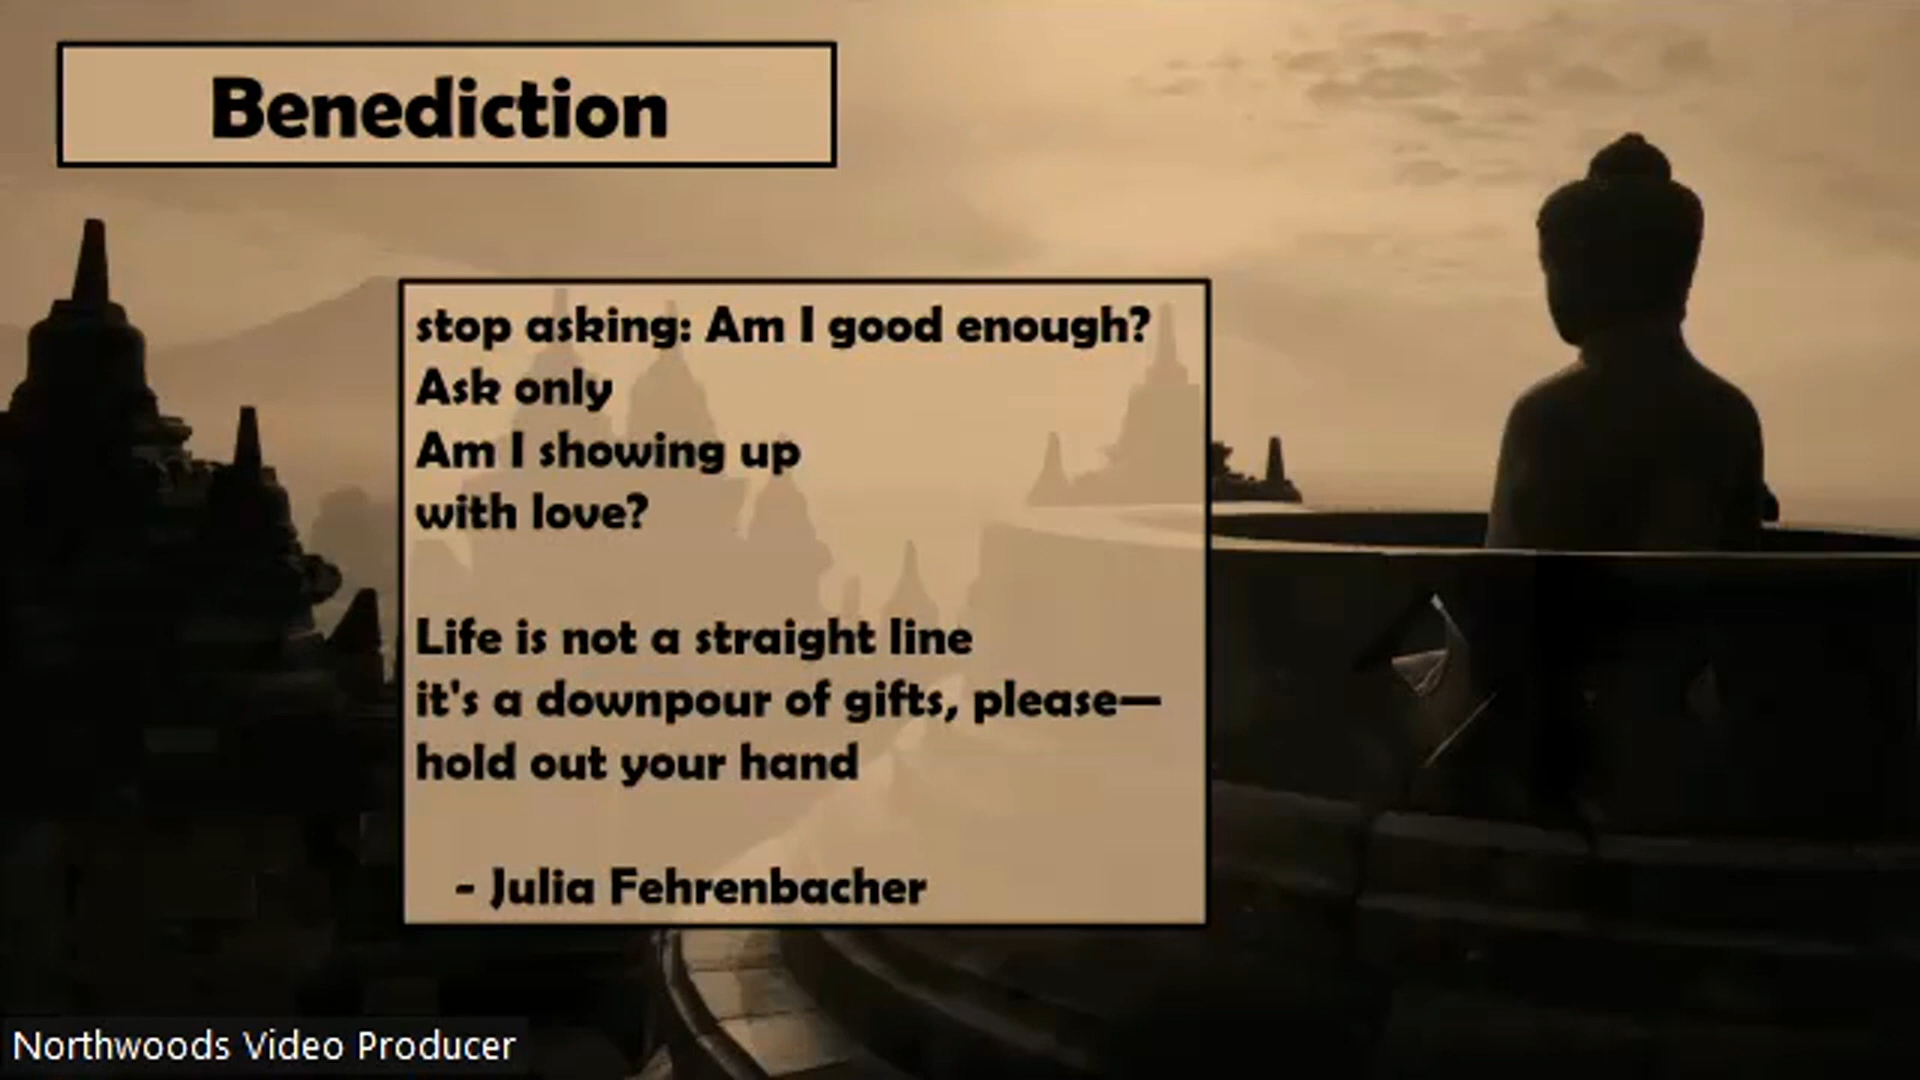 Benediction
stop asking: Am I good enough?
Ask only
Am I showing up
with love?
Life is not a straight line
it's a downpour of gifts, please—
hold out your hand
- Julia Fehrenbacher
Northwoods Video Producer